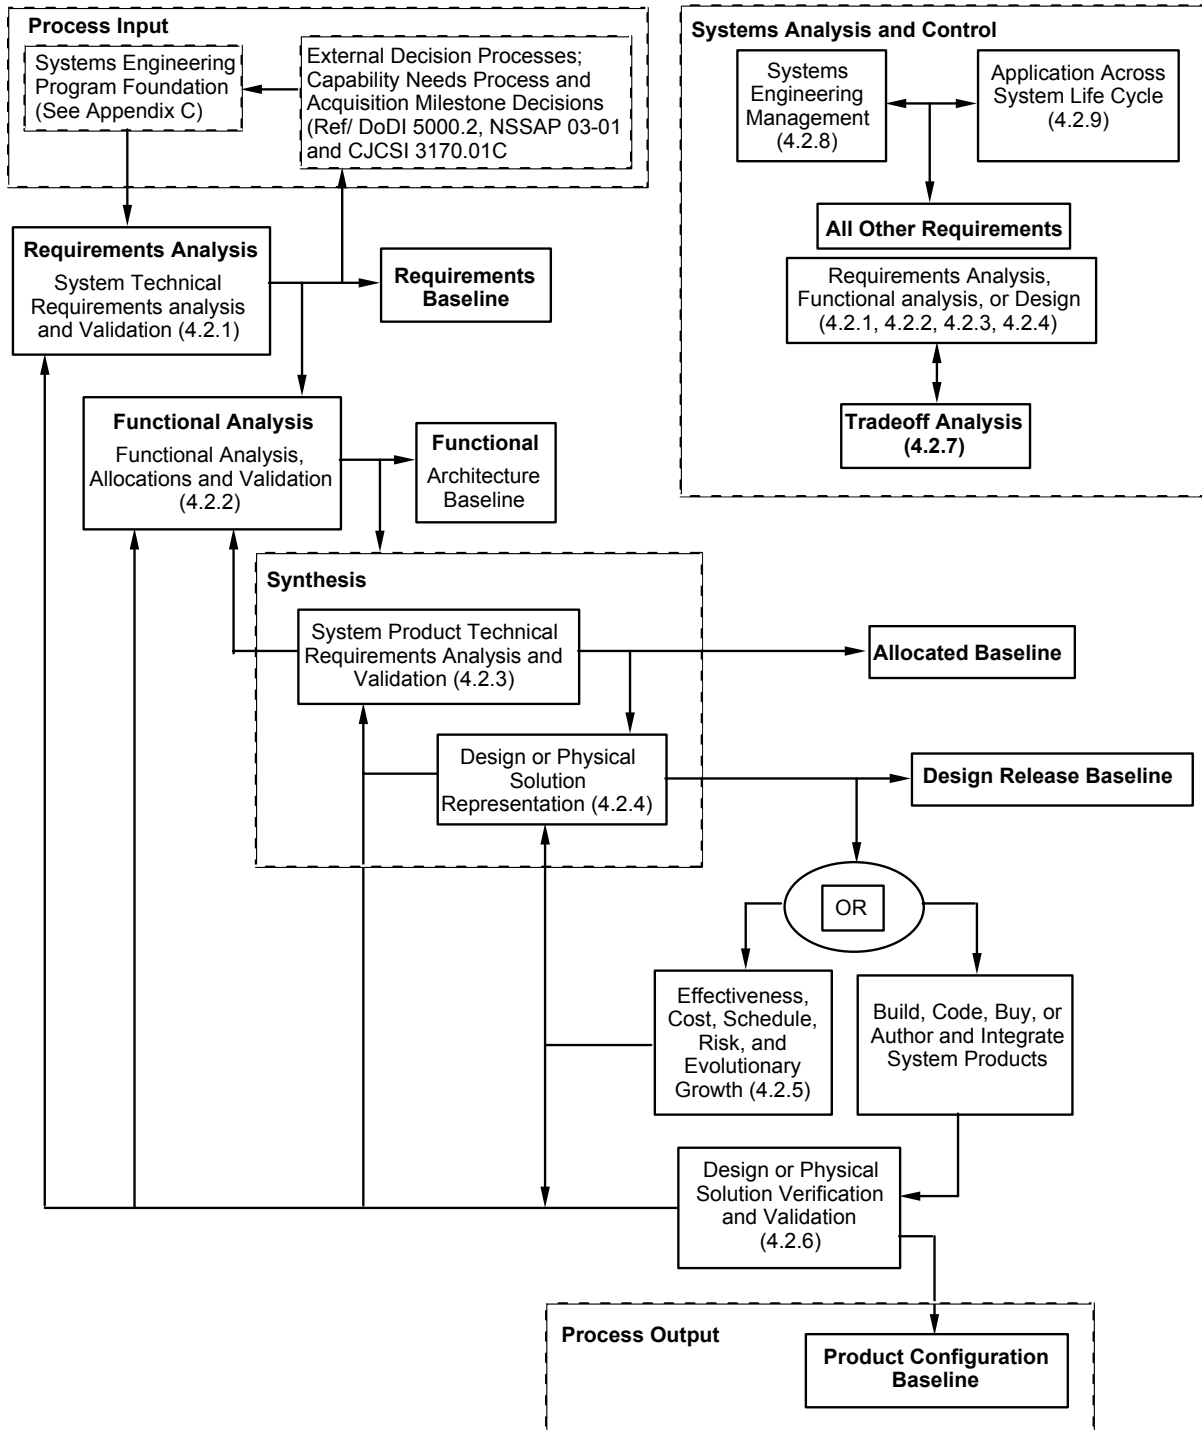 Process Input
Systems Engineering
Program Foundation
(See Appendix C)
External Decision Processes;
Capability Needs Process and
Acquisition Milestone Decisions
(Ref/ DoDI 5000.2, NSSAP 03-01
and CJCSI 3170.01C
Systems Analysis and Control
Systems
Engineering
Management
(4.2.8)
Application Across
System Life Cycle
(4.2.9)
All Other Requirements
Requirements Analysis,
Functional analysis, or Design
(4.2.1, 4.2.2, 4.2.3, 4.2.4)
Tradeoff Analysis
(4.2.7)
Requirements Analysis
System Technical
Requirements analysis
and Validation (4.2.1)
Requirements
Baseline
Functional Analysis
Functional Analysis,
Allocations and Validation
(4.2.2)
Functional
Architecture
Baseline
Synthesis
System Product Technical
Requirements Analysis and
Validation (4.2.3)
Allocated Baseline
Design or Physical
Solution
Representation (4.2.4)
Design Release Baseline
OR
Effectiveness,
Cost, Schedule,
Risk, and
Evolutionary
Growth (4.2.5)
Build, Code, Buy, or
Author and Integrate
System Products
Design or Physical
Solution Verification
and Validation
(4.2.6)
Process Output
Product Configuration
Baseline